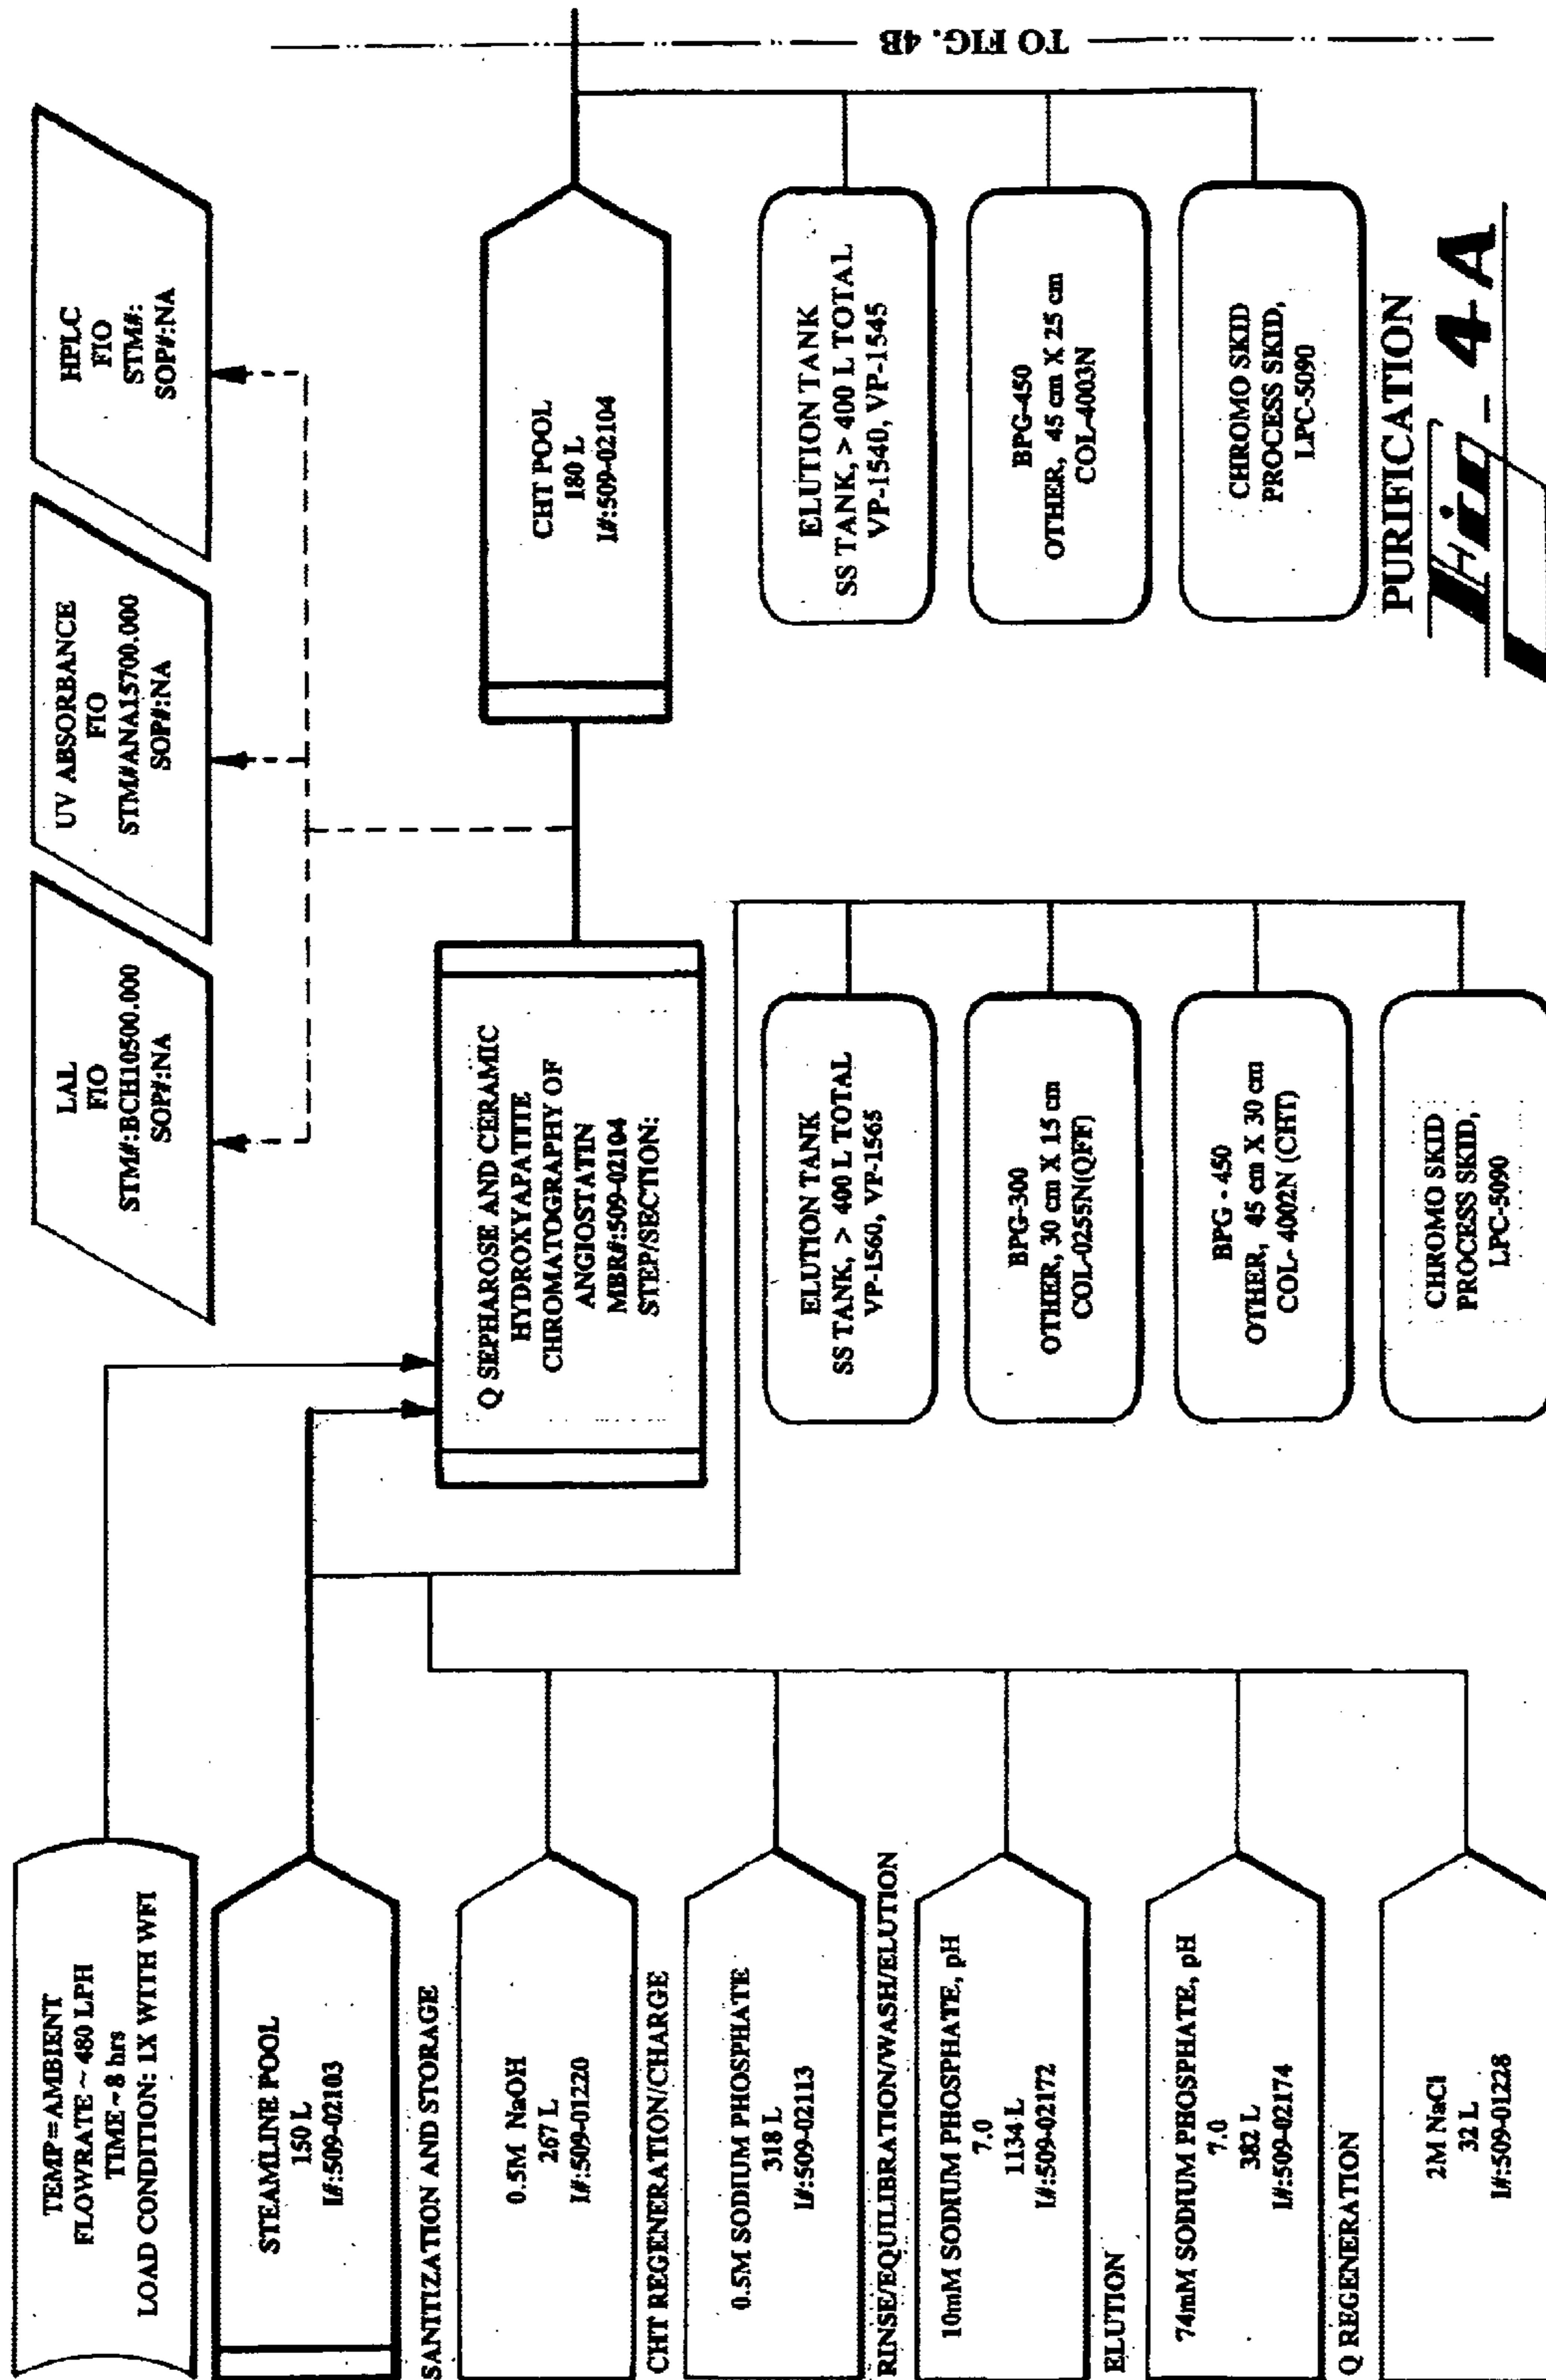 TEMP=AMBIENT
FLOWRATE ~ 480 LPH
TIME~8 hrs
LOAD CONDITION: 1X WITH WFI
STEAMLINE POOL
150 L
I#:509-02103
SANITIZATION AND STORAGE
0.5M NaOH
267 L
I#:509-01220
CHT REGENERATION/CHARGE
0.5M SODIUM PHOSPHATE
318 L
I#:509-02113
RINSE/EQUILIBRATION/WASH/ELUTION
10mM SODIUM PHOSPHATE, pH
7.0
1134 L
I#:509-02172
ELUTION
74mM SODIUM PHOSPHATE, pH
7.0
382 L
I#:509-02174
Q REGENERATION
2M NaCl
32 L
I#:509-01228
LAL
FIO
STM#:BCH10500.000
SOP#:NA
UV ABSORBANCE
FIO
STM#ANA15700.000
SOP#:NA
HPLC
FIO
STM#:
SOP#:NA
Q SEPHAROSE AND CERAMIC
HYDROXYAPATITE
CHROMATOGRAPHY OF
ANGIOSTATIN
MBR#:509-02104
STEP/SECTION:
ELUTION TANK
SS TANK, > 400 L TOTAL
VP-1560, VP-1565
BPG-300
OTHER, 30 cm X 15 cm
COL-0255N(QFF)
BPG - 450
OTHER, 45 cm X 30 cm
COL- 4002N (CHT)
CHROMO SKID
PROCESS SKID,
LPC-5090
CHT POOL
180 L
I#:509-02104
ELUTION TANK
SS TANK, > 400 L TOTAL
VP-1540, VP-1545
BPG-450
OTHER, 45 cm X 25 cm
COL-4003N
CHROMO SKID
PROCESS SKID,
LPC-5090
TO FIG. 4B
PURIFICATION
Fig- 4A